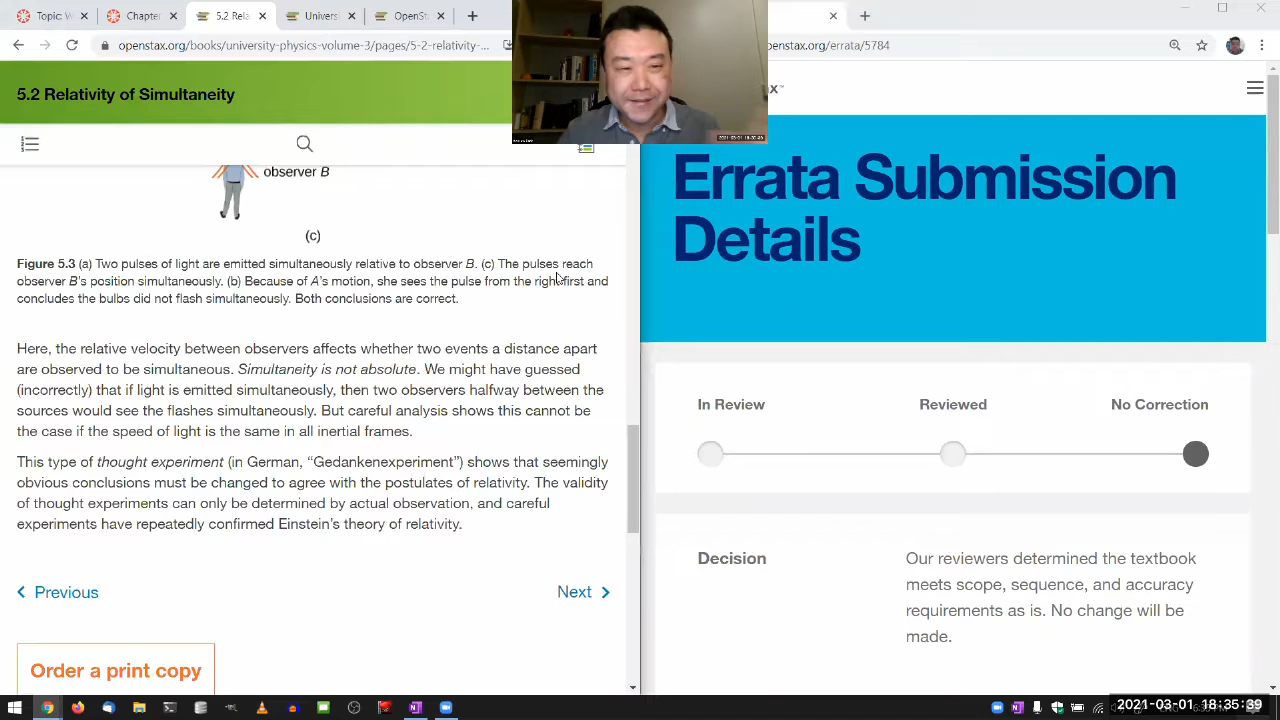 OpenSta
Relativit
OpenSt
openstax.org/books/university-physics-volume-3/pages/5-2-relativity-...
enstax.org/errata/5784
5.2 Relativity of Simultaneity
observer B
(c)
Figure 5.3 (a) Two pulses of light are emitted simultaneously relative to observer B. (c) The pulses reach
observer B's position simultaneously. (b) Because of A's motion, she sees the pulse from the right first and
concludes the bulbs did not flash simultaneously. Both conclusions are correct.
Here, the relative velocity between observers affects whether two events a distance apart
are observed to be simultaneous. Simultaneity is not absolute. We might have guessed
(incorrectly) that if light is emitted simultaneously, then two observers halfway between the
sources would see the flashes simultaneously. But careful analysis shows this cannot be
the case if the speed of light is the same in all inertial frames.
This type of thought experiment (in German, “Gedankenexperiment”) shows that seemingly
obvious conclusions must be changed to agree with the postulates of relativity. The validity
of thought experiments can only be determined by actual observation, and careful
experiments have repeatedly confirmed Einstein's theory of relativity.
Previous
Next
Order a print copy
Errata Submission
Details
In Review
Reviewed
No Correction
Decision
Our reviewers determined the textbook
meets scope, sequence, and accuracy
requirements as is. No change will be
made.
2021-03-01 18:35:39